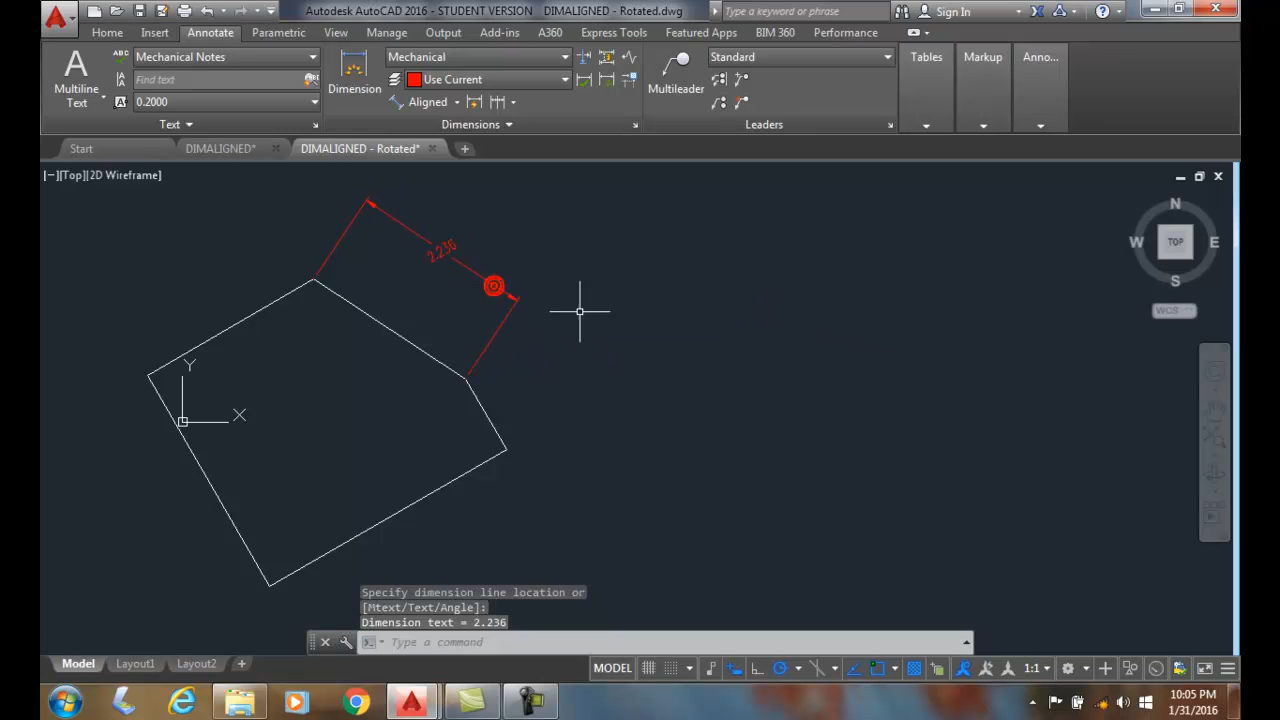 Autodesk AutoCAD 2016 - STUDENT VERSION DIMALIGNED - Rotated.dwg
Type a keyword or phrase
Sign In
Home Insert Annotate Parametric View Manage Output Add-ins A360 Express Tools Featured Apps BIM 360 Performance
A
Multiline
Text
ABC
Mechanical Notes
Find text
0.2000
Text
Dimension
Mechanical
Use Current
Aligned
Dimensions
Multileader
Standard
Leaders
Tables
Markup
Anno...
Start DIMALIGNED* DIMALIGNED - Rotated*
[−][Top][2D Wireframe]
2.236
Y
X
N
W TOP E
S
WCS
Specify dimension line location or
[Mtext/Text/Angle]:
Dimension text = 2.236
Type a command
Model Layout1 Layout2
MODEL
1:1
10:05 PM
1/31/2016